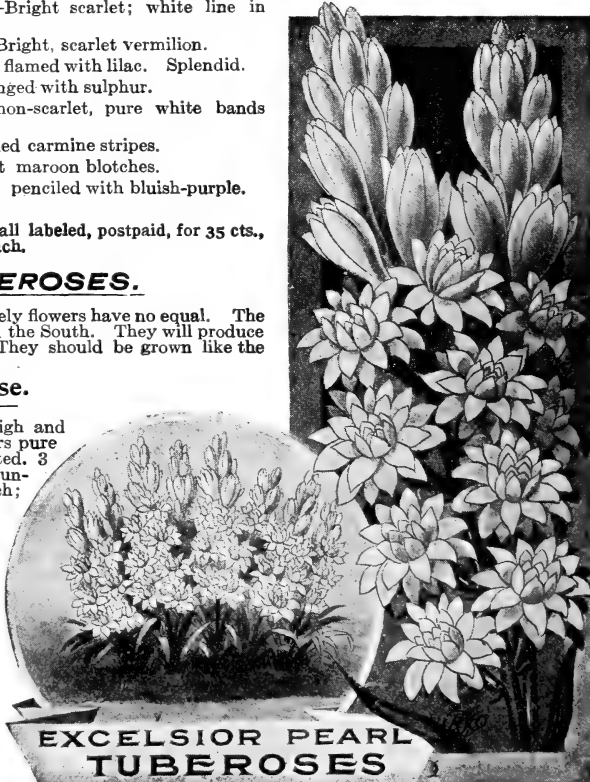 -Bright scarlet; white line in
Bright, scarlet vermilion.
flamed with lilac. Splendid.
nged with sulphur.
non-scarlet, pure white bands
ed carmine stripes.
t maroon blotches.
penciled with bluish-purple.
all labeled, postpaid, for 35 cts.,
ch.
EROSES.
ely flowers have no equal. The
the South. They will produce
They should be grown like the
se.
igh and
rs pure
ted. 3
un-
ch;
EXCELSIOR PEARL
TUBEROSES